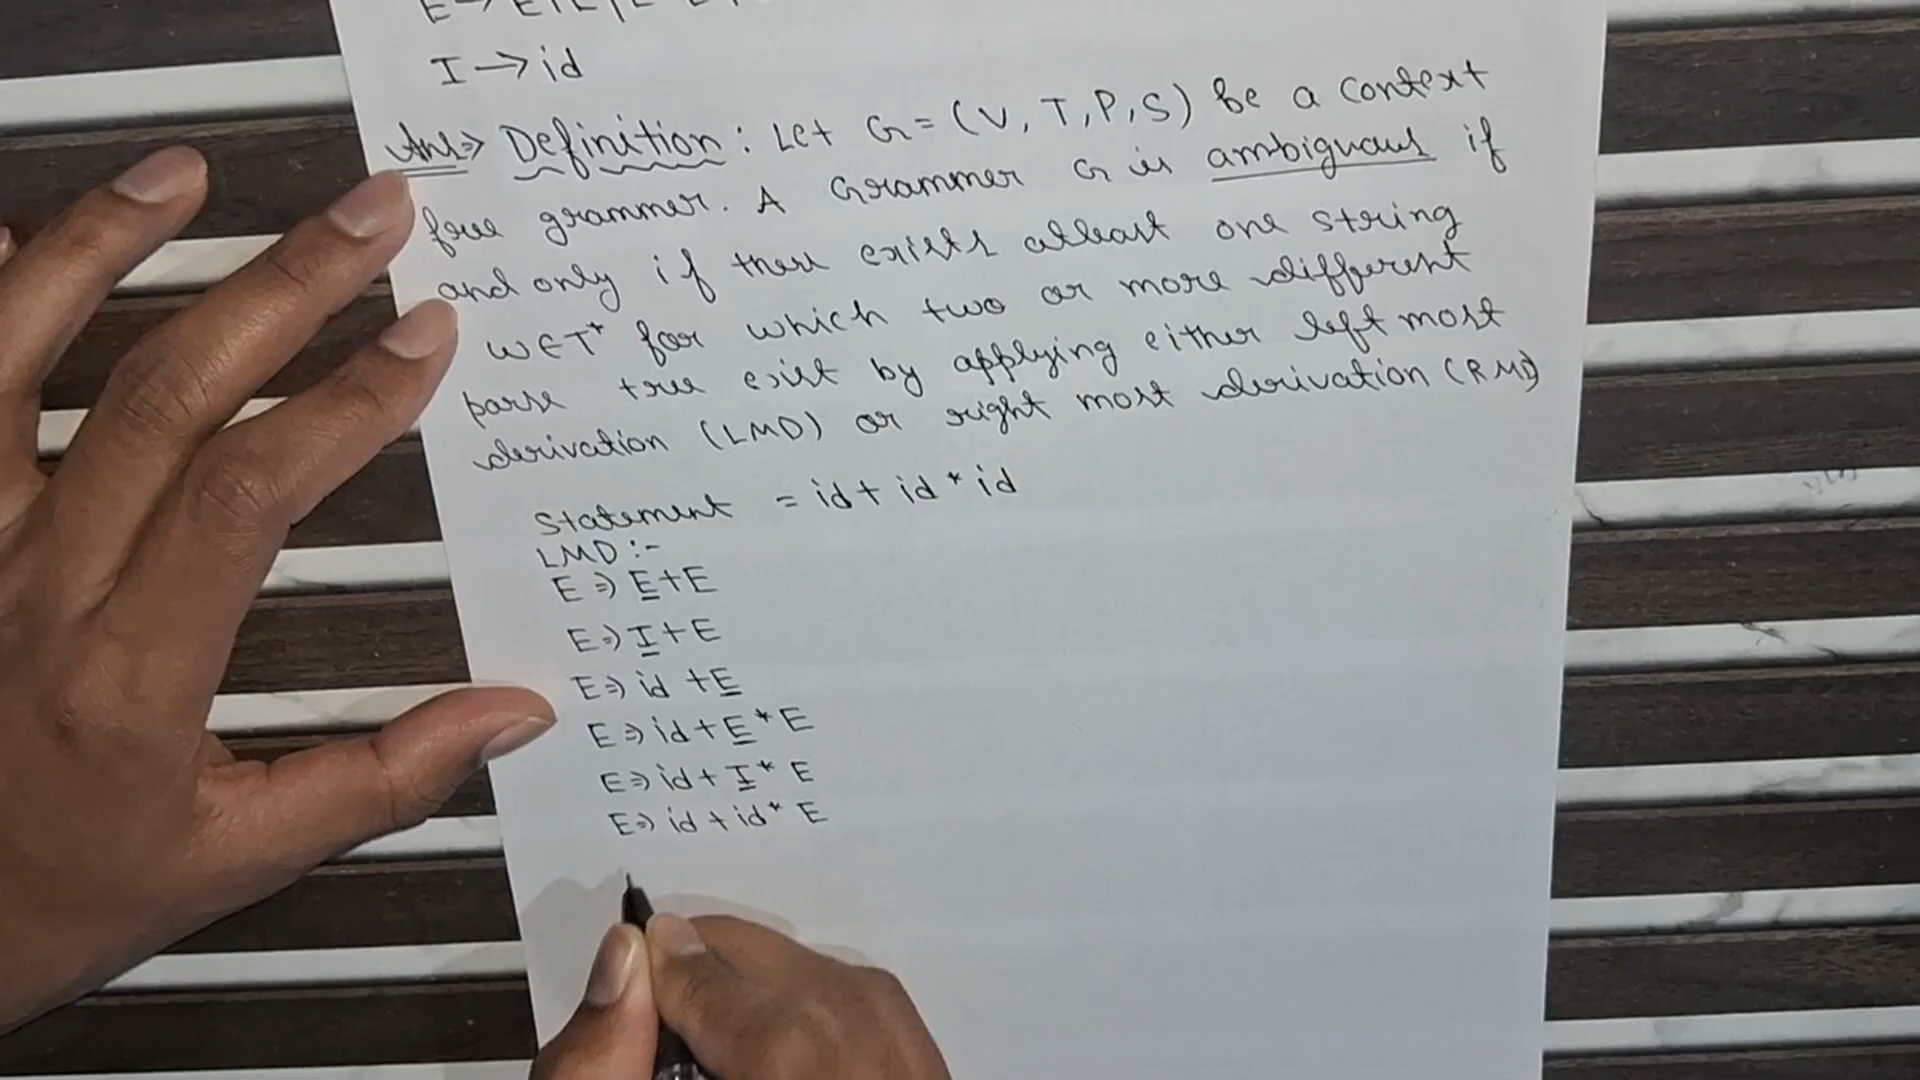 I → id
Ans⇒ Definition: Let G = (V, T, P, S) be a context
free grammer. A Grammer G is ambiguous if
and only if there exists atleast one string
w∈T* for which two or more different
parse tree exist by applying either left most
derivation (LMD) or right most derivation (RMD)
Statement = id + id * id
LMD :-
E ⇒ E + E
E ⇒ I + E
E ⇒ id + E
E ⇒ id + E * E
E ⇒ id + I * E
E ⇒ id + id * E